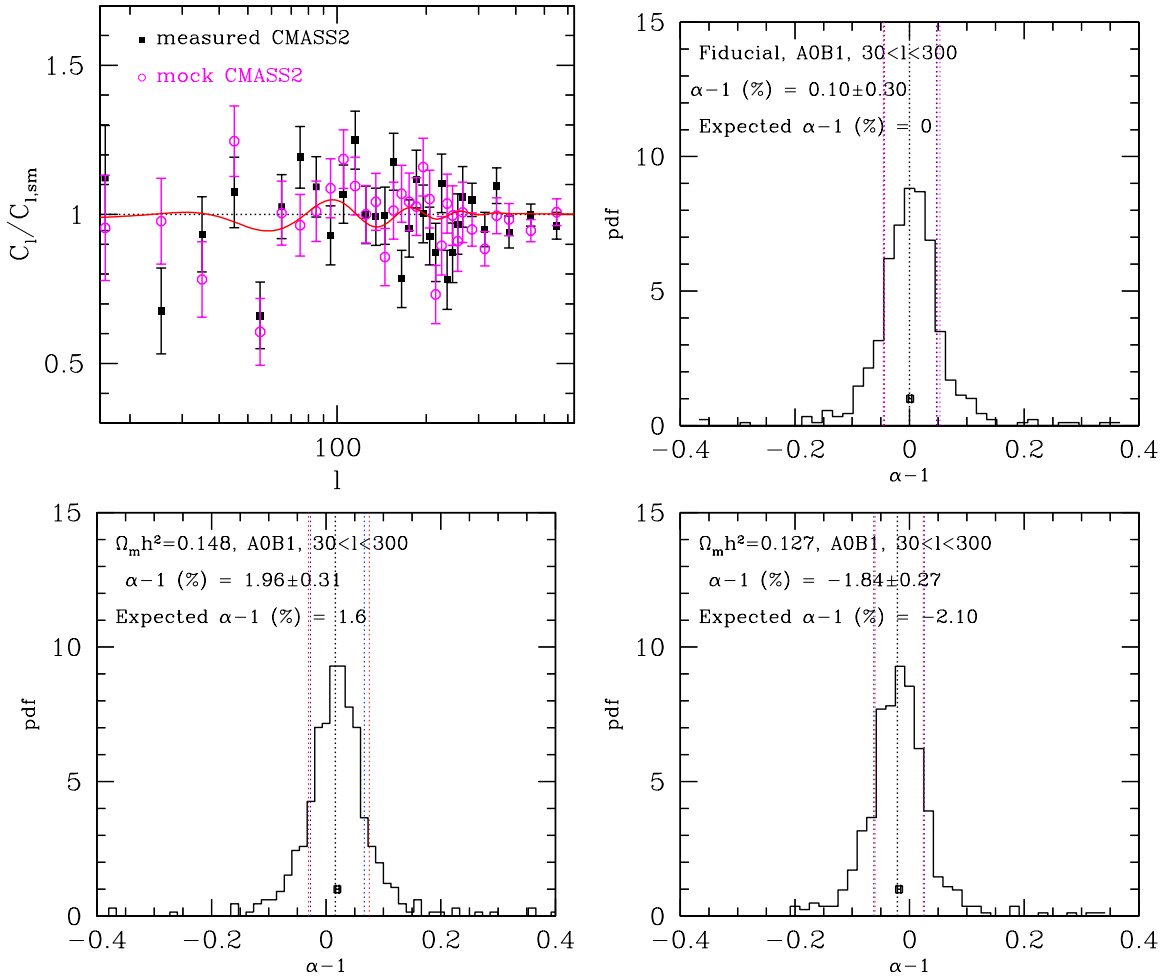 1.5
1
0.5
C_l/C_l,sm
measured CMASS2
mock CMASS2
100
l
15
10
5
0
pdf
Fiducial, A0B1, 30<l<300
α−1 (%) = 0.10±0.30
Expected α−1 (%) = 0
−0.4 −0.2 0 0.2 0.4
α−1
15
10
5
0
pdf
Ω_m h²=0.148, A0B1, 30<l<300
α−1 (%) = 1.96±0.31
Expected α−1 (%) = 1.6
−0.4 −0.2 0 0.2 0.4
α−1
15
10
5
0
pdf
Ω_m h²=0.127, A0B1, 30<l<300
α−1 (%) = −1.84±0.27
Expected α−1 (%) = −2.10
−0.4 −0.2 0 0.2 0.4
α−1